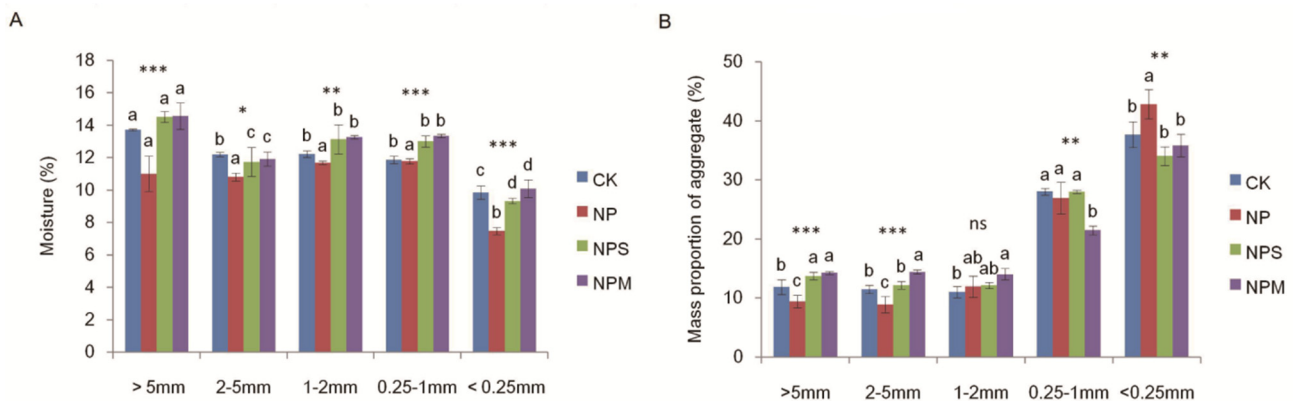 A
Moisture (%)
18
16
14
12
10
8
6
4
2
0
***
a a a a
*
b a c c
**
b a b b
***
b a b b
***
c b d d
> 5mm 2-5mm 1-2mm 0.25-1mm < 0.25mm
CK
NP
NPS
NPM
B
Mass proportion of aggregate (%)
50
40
30
20
10
0
***
b c a a
***
b c b a
ns
b ab ab a
**
a a a b
**
b a b b
>5mm 2-5mm 1-2mm 0.25-1mm <0.25mm
CK
NP
NPS
NPM